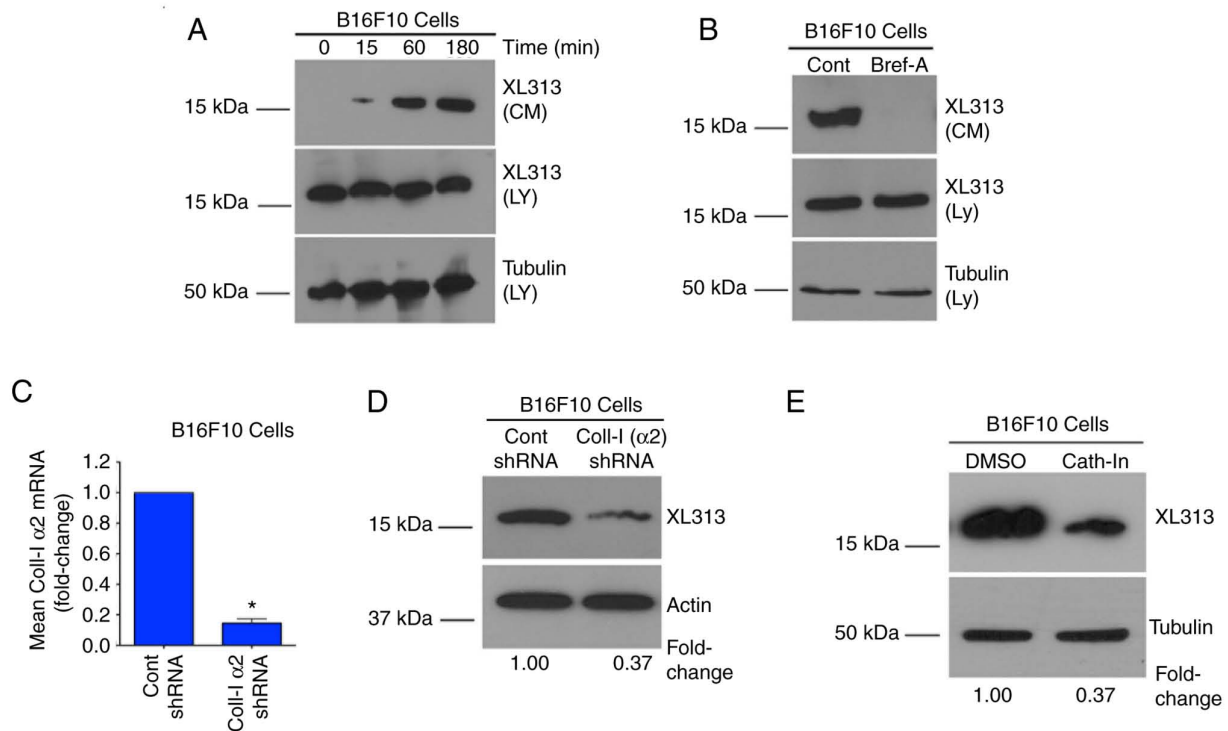 A
B16F10 Cells
0 15 60 180 Time (min)
15 kDa
XL313
(CM)
15 kDa
XL313
(LY)
50 kDa
Tubulin
(LY)
B
B16F10 Cells
Cont Bref-A
15 kDa
XL313
(CM)
15 kDa
XL313
(Ly)
50 kDa
Tubulin
(Ly)
C
B16F10 Cells
Mean Coll-I α2 mRNA
(fold-change)
1.2
1.0
0.8
0.6
0.4
0.2
0.0
*
Cont
shRNA
Coll-I α2
shRNA
D
B16F10 Cells
Cont Coll-I (α2)
shRNA shRNA
15 kDa
XL313
37 kDa
Actin
Fold-
change
1.00 0.37
E
B16F10 Cells
DMSO Cath-In
15 kDa
XL313
50 kDa
Tubulin
Fold-
change
1.00 0.37